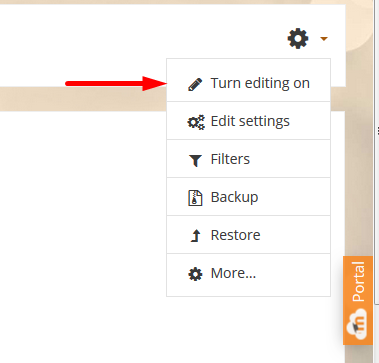 Turn editing on
Edit settings
Filters
Backup
Restore
More...
Portal